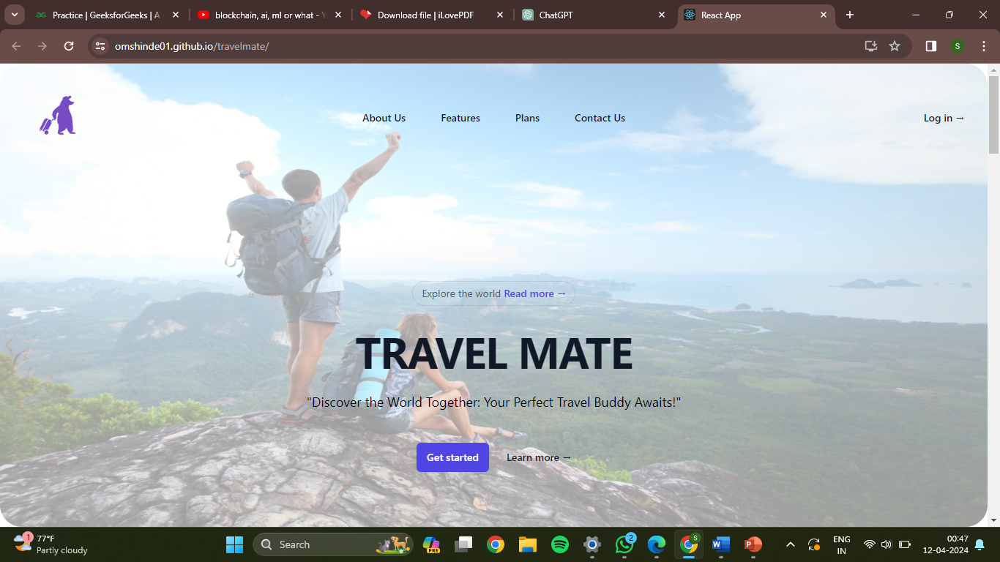 Practice | GeeksforGeeks | A
blockchain, ai, ml or what - Y
Download file | iLovePDF
ChatGPT
React App
omshinde01.github.io/travelmate/
S
About Us
Features
Plans
Contact Us
Log in →
Explore the world Read more →
TRAVEL MATE
"Discover the World Together: Your Perfect Travel Buddy Awaits!"
Get started
Learn more →
1
77°F
Partly cloudy
Search
PRE
2
S
W
P
ENG
IN
00:47
12-04-2024